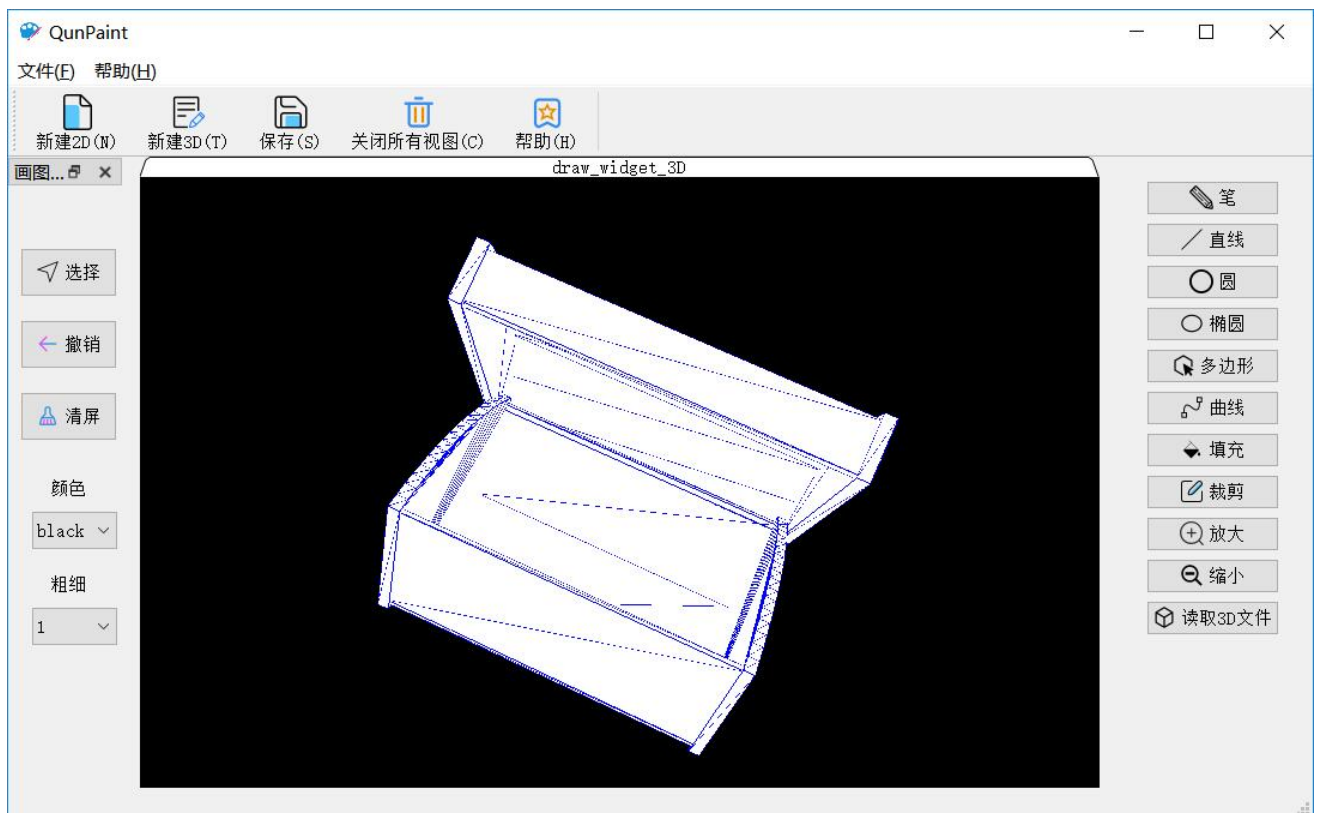 QunPaint
文件(F) 帮助(H)
新建2D(N) 新建3D(T) 保存(S) 关闭所有视图(C) 帮助(H)
画图...
draw_widget_3D
选择
撤销
清屏
颜色
black
粗细
1
笔
直线
圆
椭圆
多边形
曲线
填充
裁剪
放大
缩小
读取3D文件